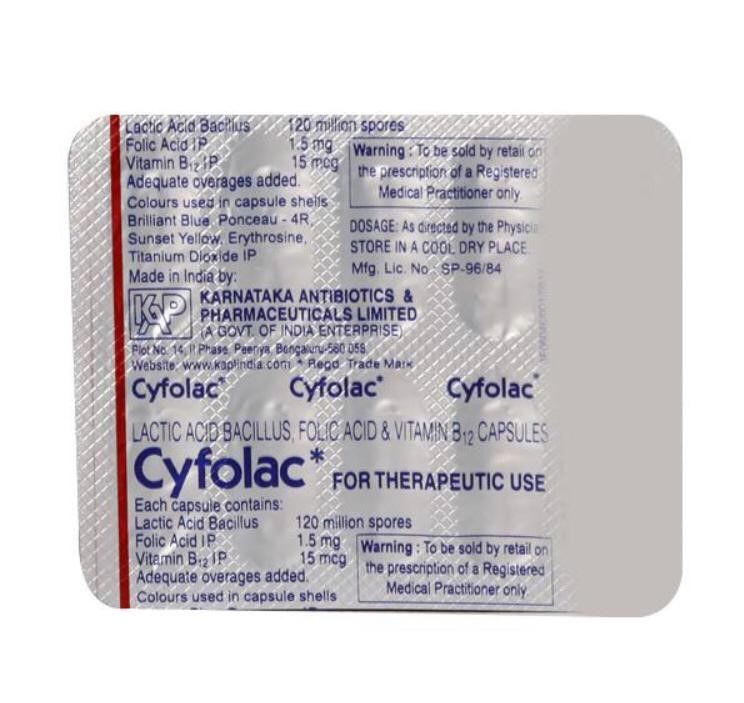 Lactic Acid Bacillus 120 million spores
Folic Acid IP 1.5 mg
Vitamin B12 IP 15 mcg
Adequate overages added.
Colours used in capsule shells
Brilliant Blue, Ponceau - 4R,
Sunset Yellow, Erythrosine,
Titanium Dioxide IP
Made in India by:
Warning : To be sold by retail on
the prescription of a Registered
Medical Practitioner only.
DOSAGE: As directed by the Physicia
STORE IN A COOL DRY PLACE.
Mfg. Lic. No.: SP-96/84
KAP
KARNATAKA ANTIBIOTICS &
PHARMACEUTICALS LIMITED
(A GOVT. OF INDIA ENTERPRISE)
Plot No. 14, II Phase, Peenya, Bengaluru-560 058
Website: www.kaplindia.com * Regd. Trade Mark
Cyfolac* Cyfolac* Cyfolac*
LACTIC ACID BACILLUS, FOLIC ACID & VITAMIN B12 CAPSULES
Cyfolac* FOR THERAPEUTIC USE
Each capsule contains:
Lactic Acid Bacillus 120 million spores
Folic Acid IP 1.5 mg
Vitamin B12 IP 15 mcg
Adequate overages added.
Colours used in capsule shells
Warning : To be sold by retail on
the prescription of a Registered
Medical Practitioner only.